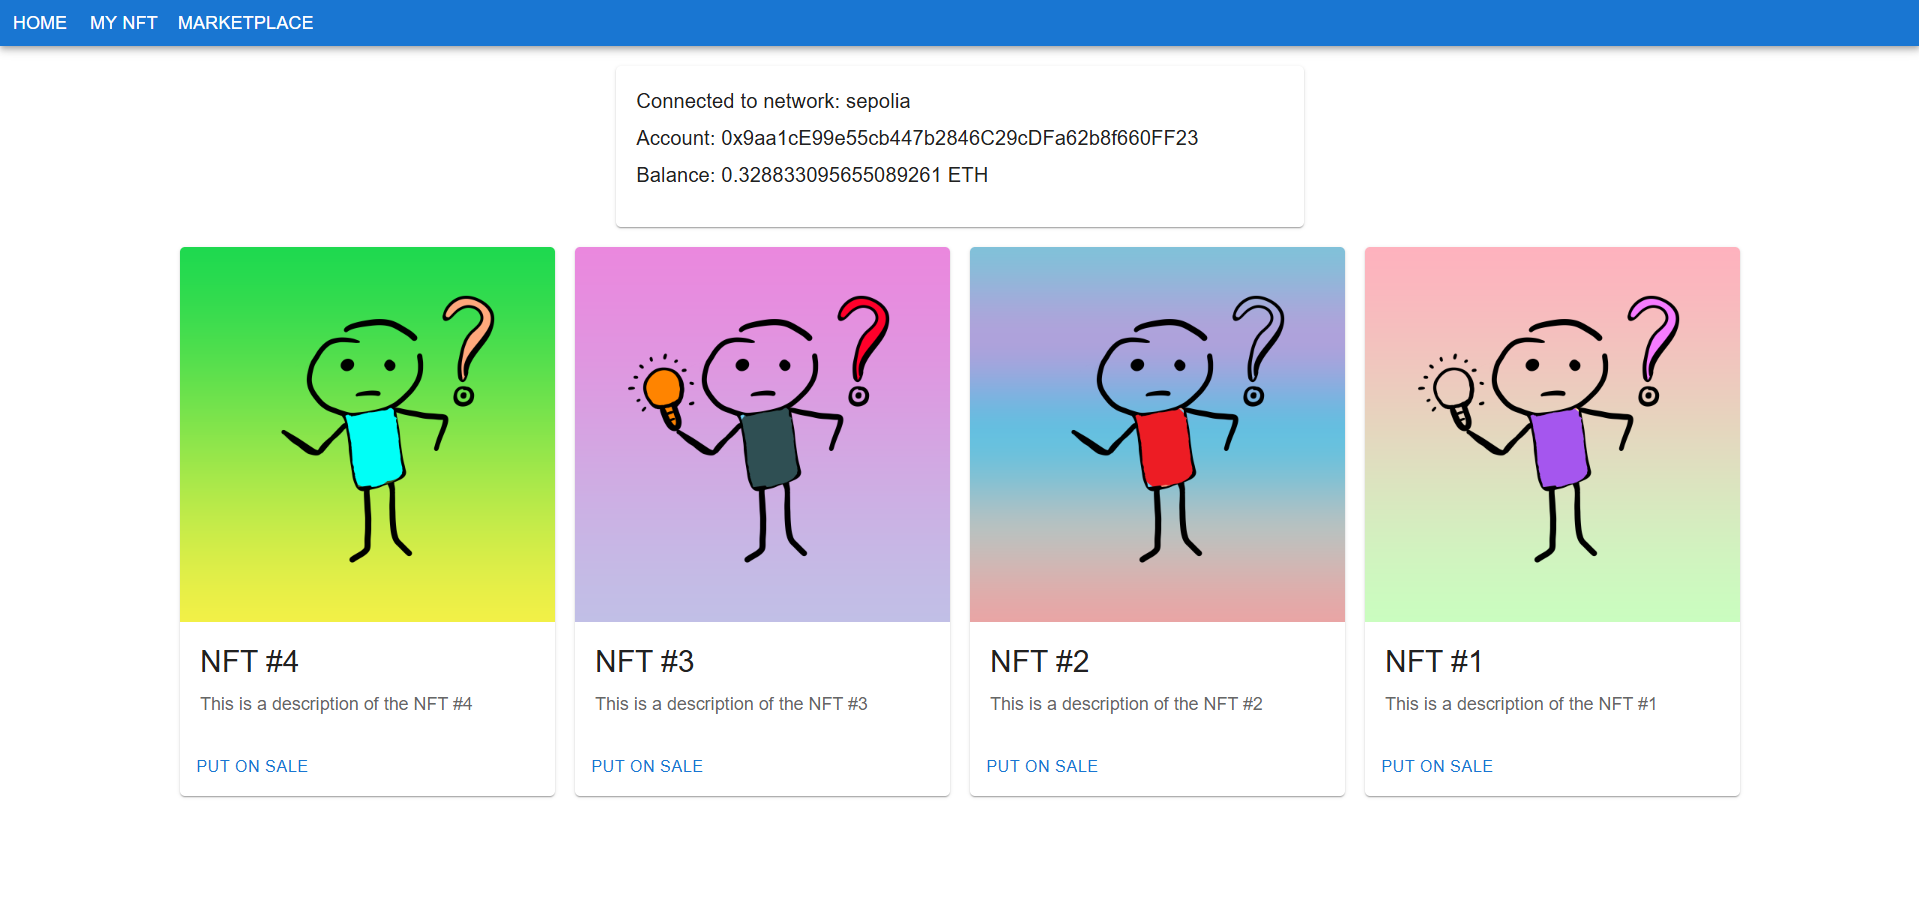 HOME MY NFT MARKETPLACE
Connected to network: sepolia
Account: 0x9aa1cE99e55cb447b2846C29cDFa62b8f660FF23
Balance: 0.328833095655089261 ETH
NFT #4
This is a description of the NFT #4
PUT ON SALE
NFT #3
This is a description of the NFT #3
PUT ON SALE
NFT #2
This is a description of the NFT #2
PUT ON SALE
NFT #1
This is a description of the NFT #1
PUT ON SALE